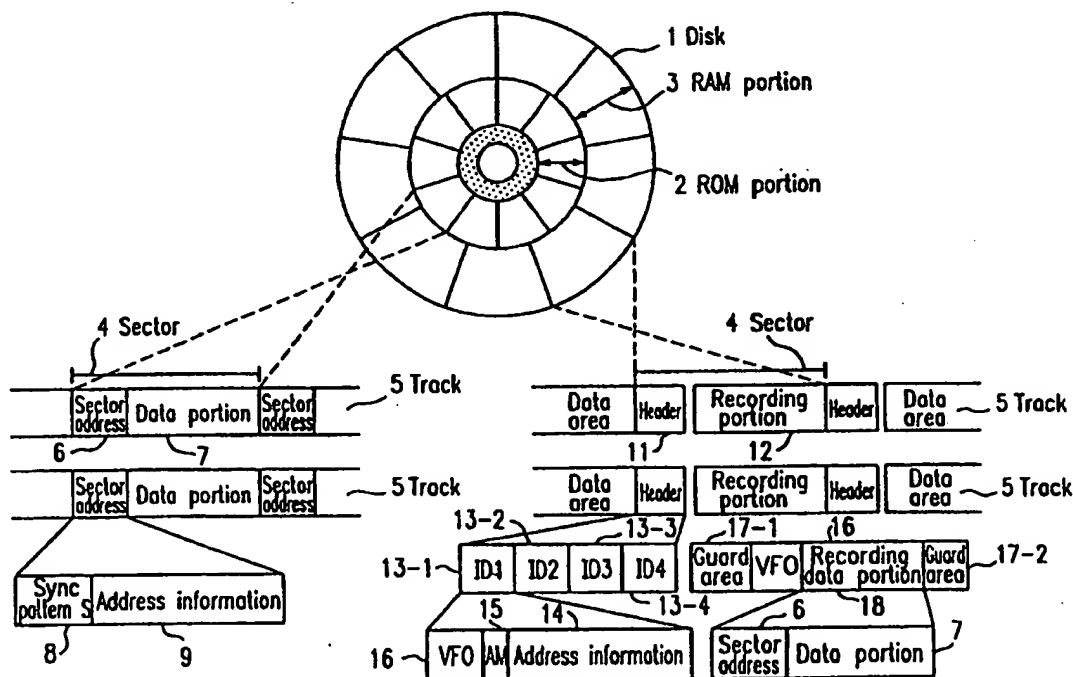 1 Disk
3 RAM portion
2 ROM portion
4 Sector
4 Sector
Sector address
Data portion
Sector address
5 Track
6
7
Data area
Header
Recording portion
Header
Data area
5 Track
11
12
Sector address
Data portion
Sector address
5 Track
Data area
Header
Recording portion
Header
Data area
5 Track
13-2
13-3
17-1
16
13-1
ID1
ID2
ID3
ID4
Guard area
VFO
Recording data portion
Guard area
17-2
Sync pattern S
Address information
15
14
13-4
6
18
7
8
9
16
VFO
AM
Address information
Sector address
Data portion